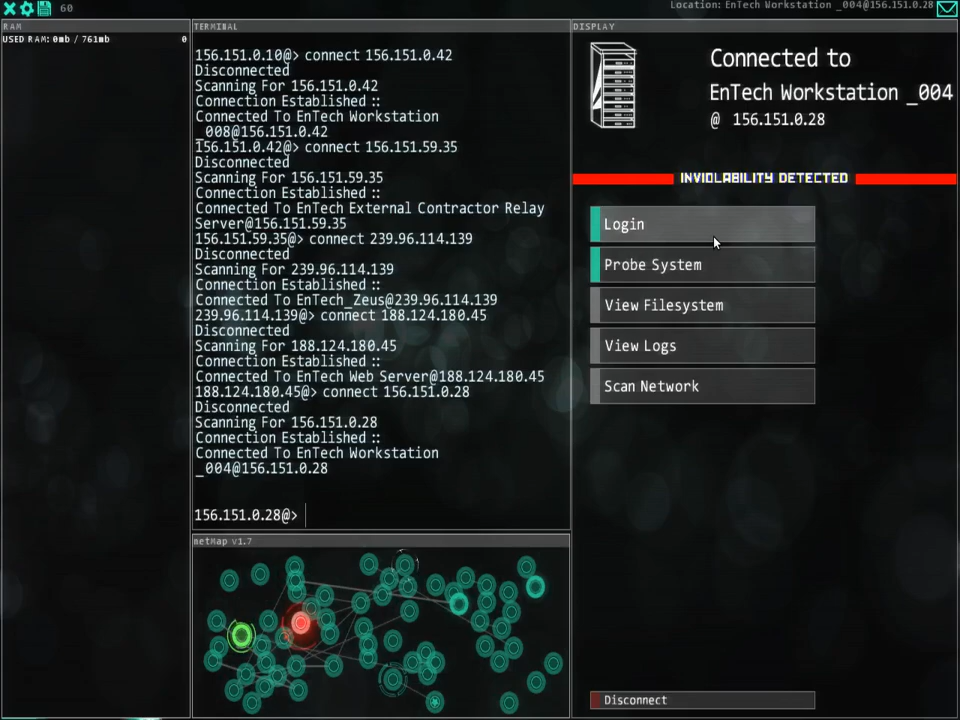 60
Location: EnTech Workstation _004@156.151.0.28
RAM
USED RAM: 0mb / 761mb 0
TERMINAL
156.151.0.10@> connect 156.151.0.42
Disconnected
Scanning For 156.151.0.42
Connection Established ::
Connected To EnTech Workstation
_008@156.151.0.42
156.151.0.42@> connect 156.151.59.35
Disconnected
Scanning For 156.151.59.35
Connection Established ::
Connected To EnTech External Contractor Relay
Server@156.151.59.35
156.151.59.35@> connect 239.96.114.139
Disconnected
Scanning For 239.96.114.139
Connection Established ::
Connected To EnTech_Zeus@239.96.114.139
239.96.114.139@> connect 188.124.180.45
Disconnected
Scanning For 188.124.180.45
Connection Established ::
Connected To EnTech Web Server@188.124.180.45
188.124.180.45@> connect 156.151.0.28
Disconnected
Scanning For 156.151.0.28
Connection Established ::
Connected To EnTech Workstation
_004@156.151.0.28
156.151.0.28@>
netMap v1.7
DISPLAY
Connected to
EnTech Workstation _004
@ 156.151.0.28
INVIOLABILITY DETECTED
Login
Probe System
View Filesystem
View Logs
Scan Network
Disconnect